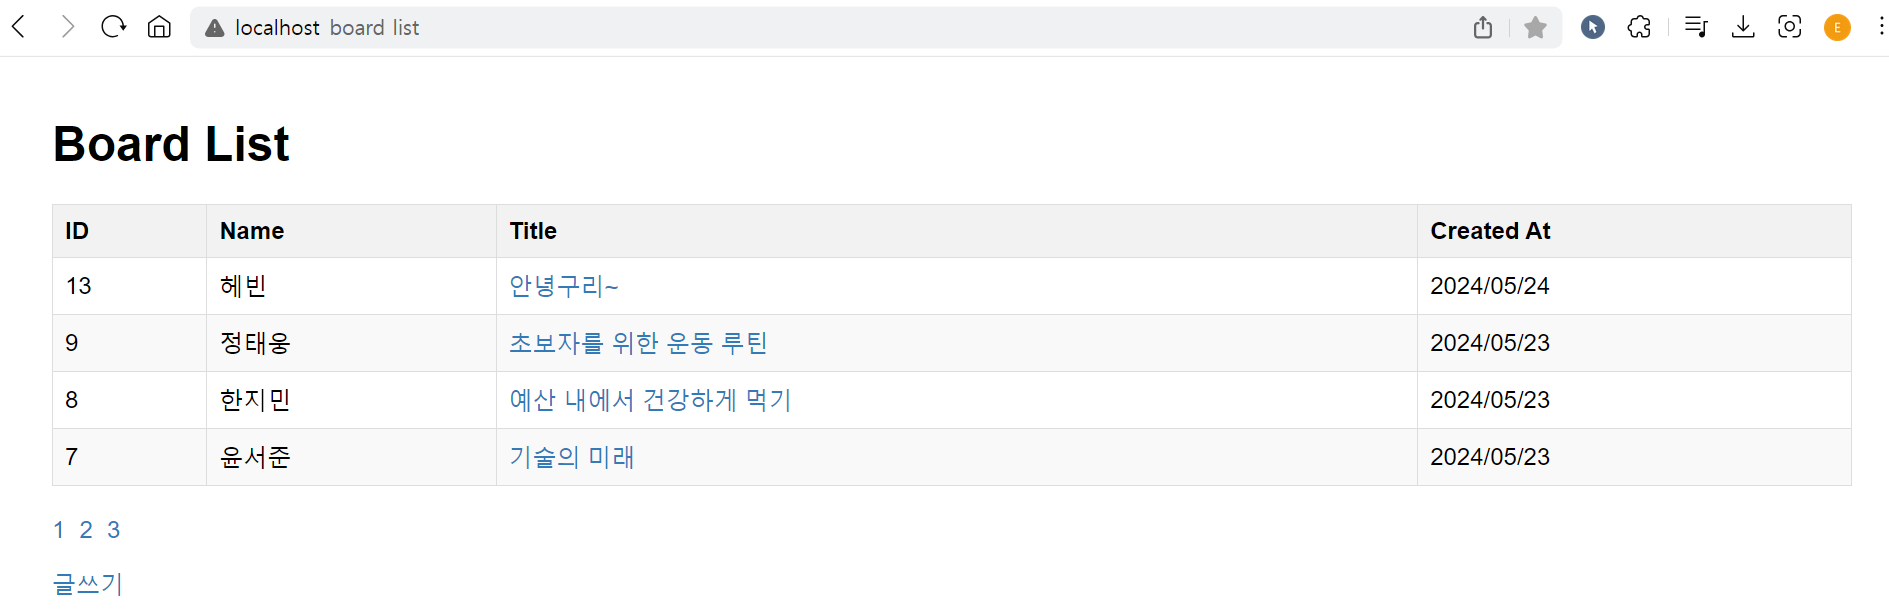 localhost board list
Board List
ID Name Title Created At
13 헤빈 안녕구리~ 2024/05/24
9 정태웅 초보자를 위한 운동 루틴 2024/05/23
8 한지민 예산 내에서 건강하게 먹기 2024/05/23
7 윤서준 기술의 미래 2024/05/23
1 2 3
글쓰기
E